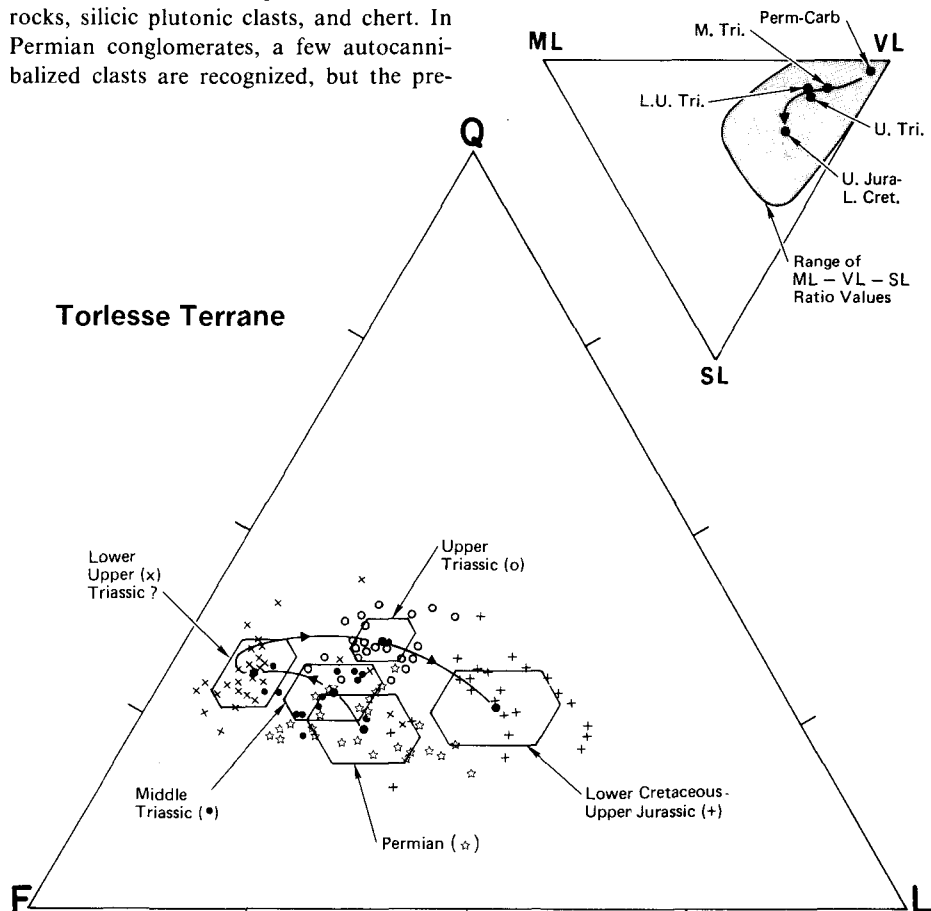 rocks, silicic plutonic clasts, and chert. In
Permian conglomerates, a few autocanni-
balized clasts are recognized, but the pre-
ML
M. Tri.
Perm-Carb
VL
L.U. Tri.
U. Tri.
U. Jura-
L. Cret.
Range of
ML – VL – SL
Ratio Values
SL
Q
Torlesse Terrane
Lower
Upper (x)
Triassic ?
Upper
Triassic (o)
Middle
Triassic (•)
Permian (☆)
Lower Cretaceous-
Upper Jurassic (+)
F
L